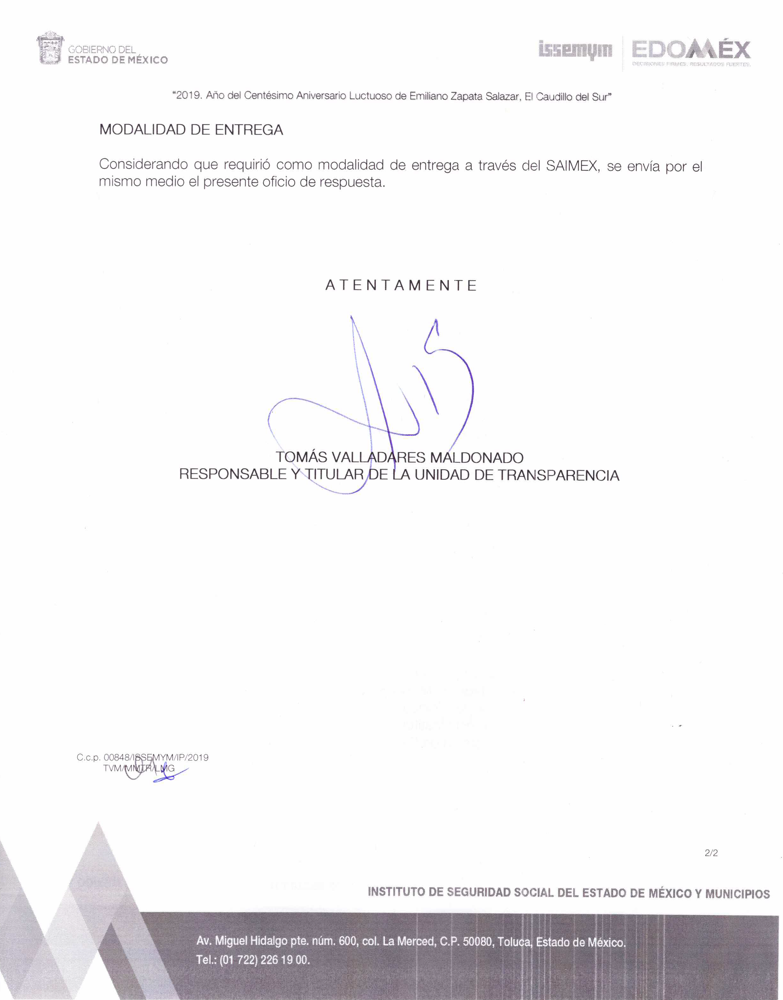 GOBIERNO DEL
ESTADO DE MÉXICO
issemym
EDOMÉX
DECISIONES FIRMES, RESULTADOS FUERTES.
“2019. Año del Centésimo Aniversario Luctuoso de Emiliano Zapata Salazar, El Caudillo del Sur”
MODALIDAD DE ENTREGA
Considerando que requirió como modalidad de entrega a través del SAIMEX, se envía por el
mismo medio el presente oficio de respuesta.
A T E N T A M E N T E
TOMÁS VALLADARES MALDONADO
RESPONSABLE Y TITULAR DE LA UNIDAD DE TRANSPARENCIA
C.c.p. 00848/ISSEMYM/IP/2019
TVM/MMTR/LMG
2/2
INSTITUTO DE SEGURIDAD SOCIAL DEL ESTADO DE MÉXICO Y MUNICIPIOS
Av. Miguel Hidalgo pte. núm. 600, col. La Merced, C.P. 50080, Toluca, Estado de México.
Tel.: (01 722) 226 19 00.